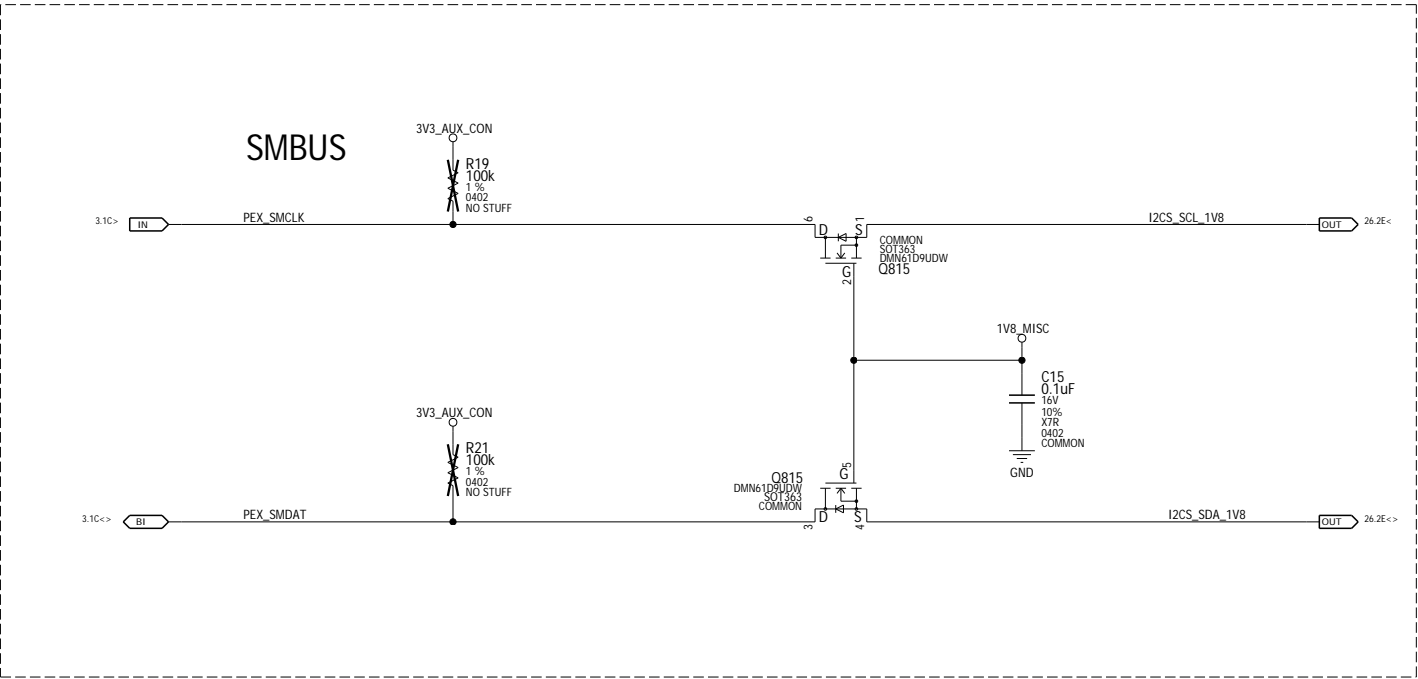 SMBUS
3V3_AUX_CON
R19
100k
1 %
0402
NO STUFF
3.1C>
IN
PEX_SMCLK
6
D
S
1
G
2
COMMON
SOT363
DMN61D9UDW
Q815
I2CS_SCL_1V8
OUT
26.2E<
1V8_MISC
C15
0.1uF
16V
10%
X7R
0402
COMMON
GND
3V3_AUX_CON
R21
100k
1 %
0402
NO STUFF
3.1C<>
BI
PEX_SMDAT
Q815
DMN61D9UDW
SOT363
COMMON
G
5
D
S
3
4
I2CS_SDA_1V8
OUT
26.2E<>